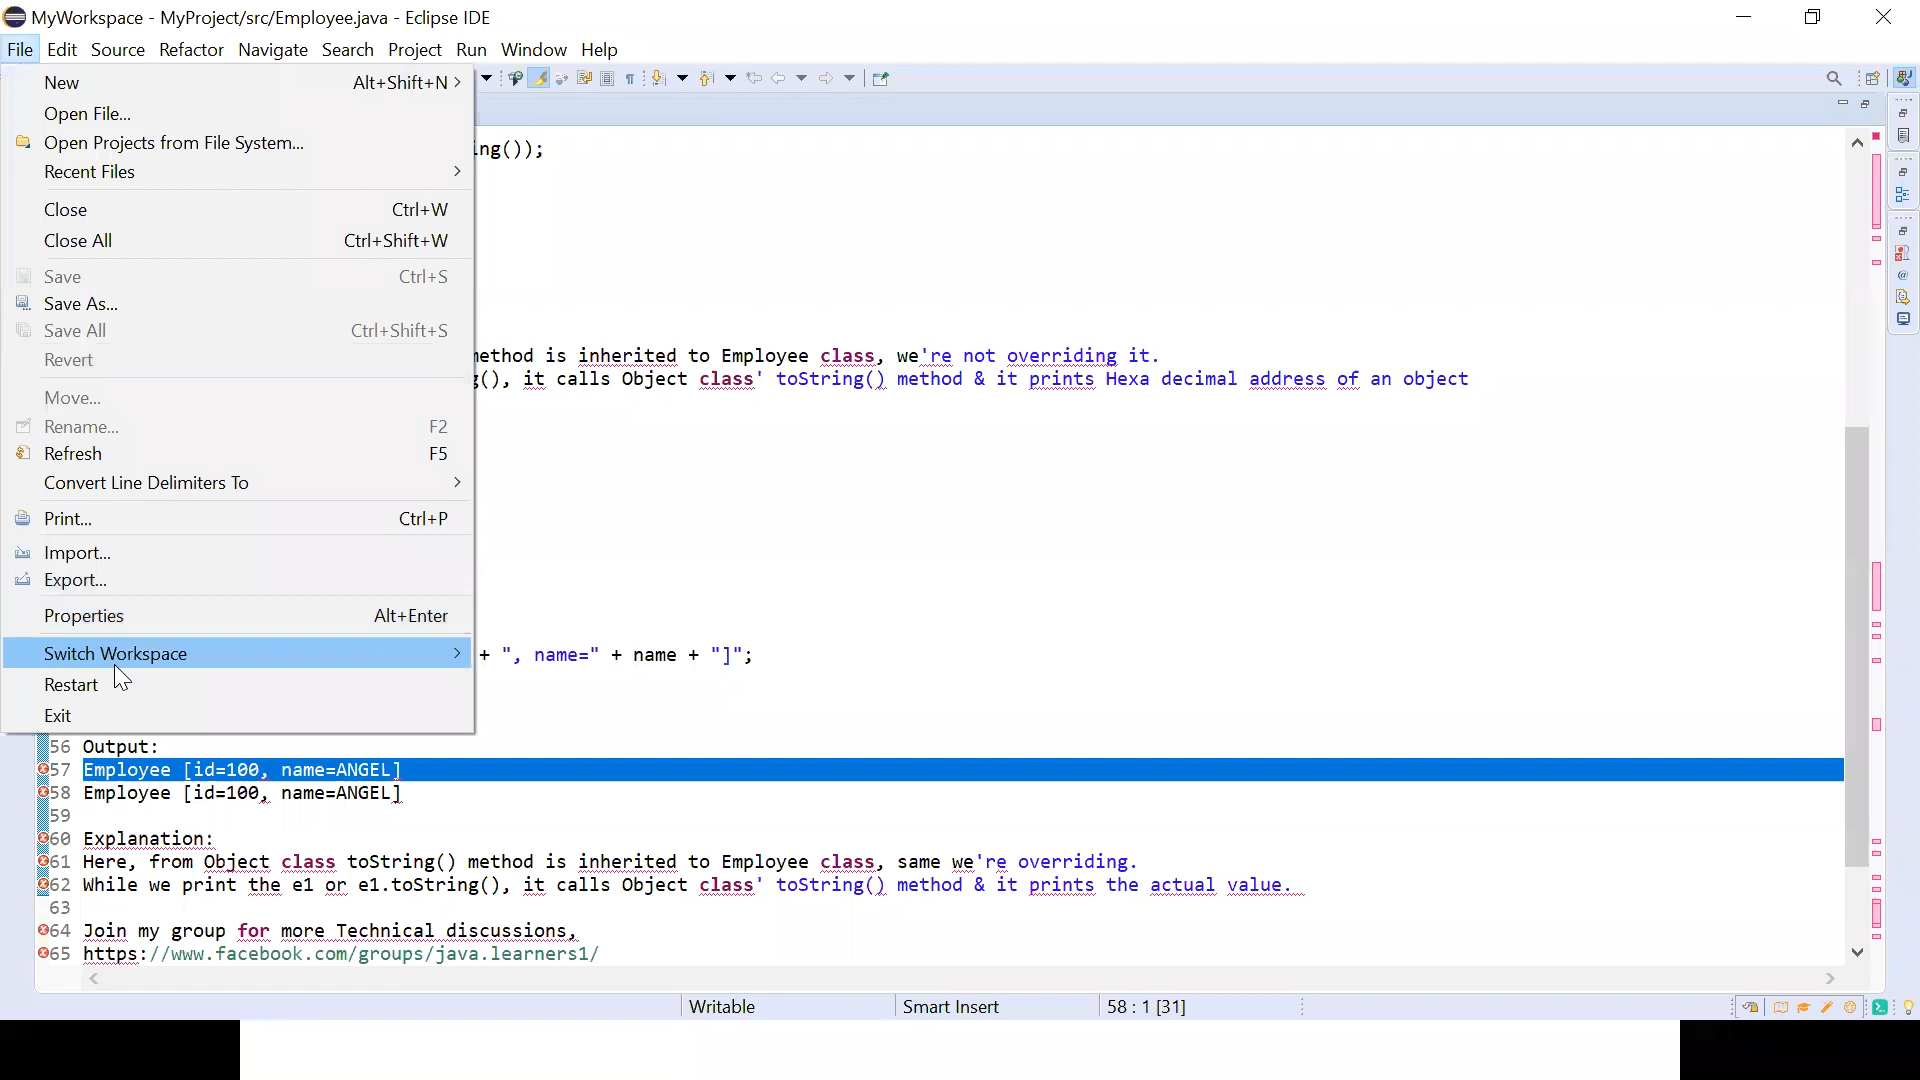 MyWorkspace - MyProject/src/Employee.java - Eclipse IDE
File Edit Source Refactor Navigate Search Project Run Window Help
New Alt+Shift+N
Open File...
Open Projects from File System...
Recent Files
Close Ctrl+W
Close All Ctrl+Shift+W
Save Ctrl+S
Save As...
Save All Ctrl+Shift+S
Revert
Move...
Rename... F2
Refresh F5
Convert Line Delimiters To
Print... Ctrl+P
Import...
Export...
Properties Alt+Enter
Switch Workspace
Restart
Exit
ing());
method is inherited to Employee class, we're not overriding it.
g(), it calls Object class' toString() method & it prints Hexa decimal address of an object
+ ", name=" + name + "]";
56 Output:
57 Employee [id=100, name=ANGEL]
58 Employee [id=100, name=ANGEL]
59
60 Explanation:
61 Here, from Object class toString() method is inherited to Employee class, same we're overriding.
62 While we print the e1 or e1.toString(), it calls Object class' toString() method & it prints the actual value.
63
64 Join my group for more Technical discussions,
65 https://www.facebook.com/groups/java.learners1/
Writable Smart Insert 58 : 1 [31]